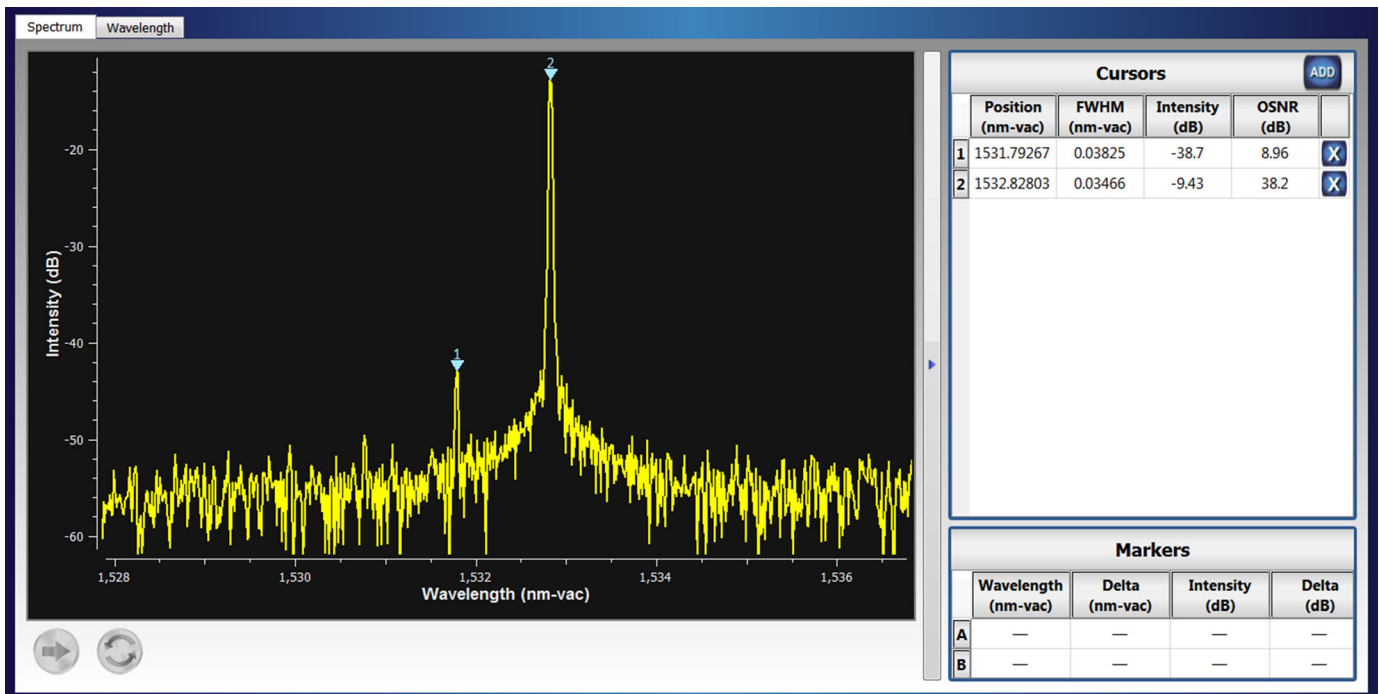 Spectrum Wavelength
2
1
-20
-30
-40
-50
-60
Intensity (dB)
1,528 1,530 1,532 1,534 1,536
Wavelength (nm-vac)
Cursors ADD
Position FWHM Intensity OSNR
(nm-vac) (nm-vac) (dB) (dB)
1 1531.79267 0.03825 -38.7 8.96 X
2 1532.82803 0.03466 -9.43 38.2 X
Markers
Wavelength Delta Intensity Delta
(nm-vac) (nm-vac) (dB) (dB)
A — — — —
B — — — —